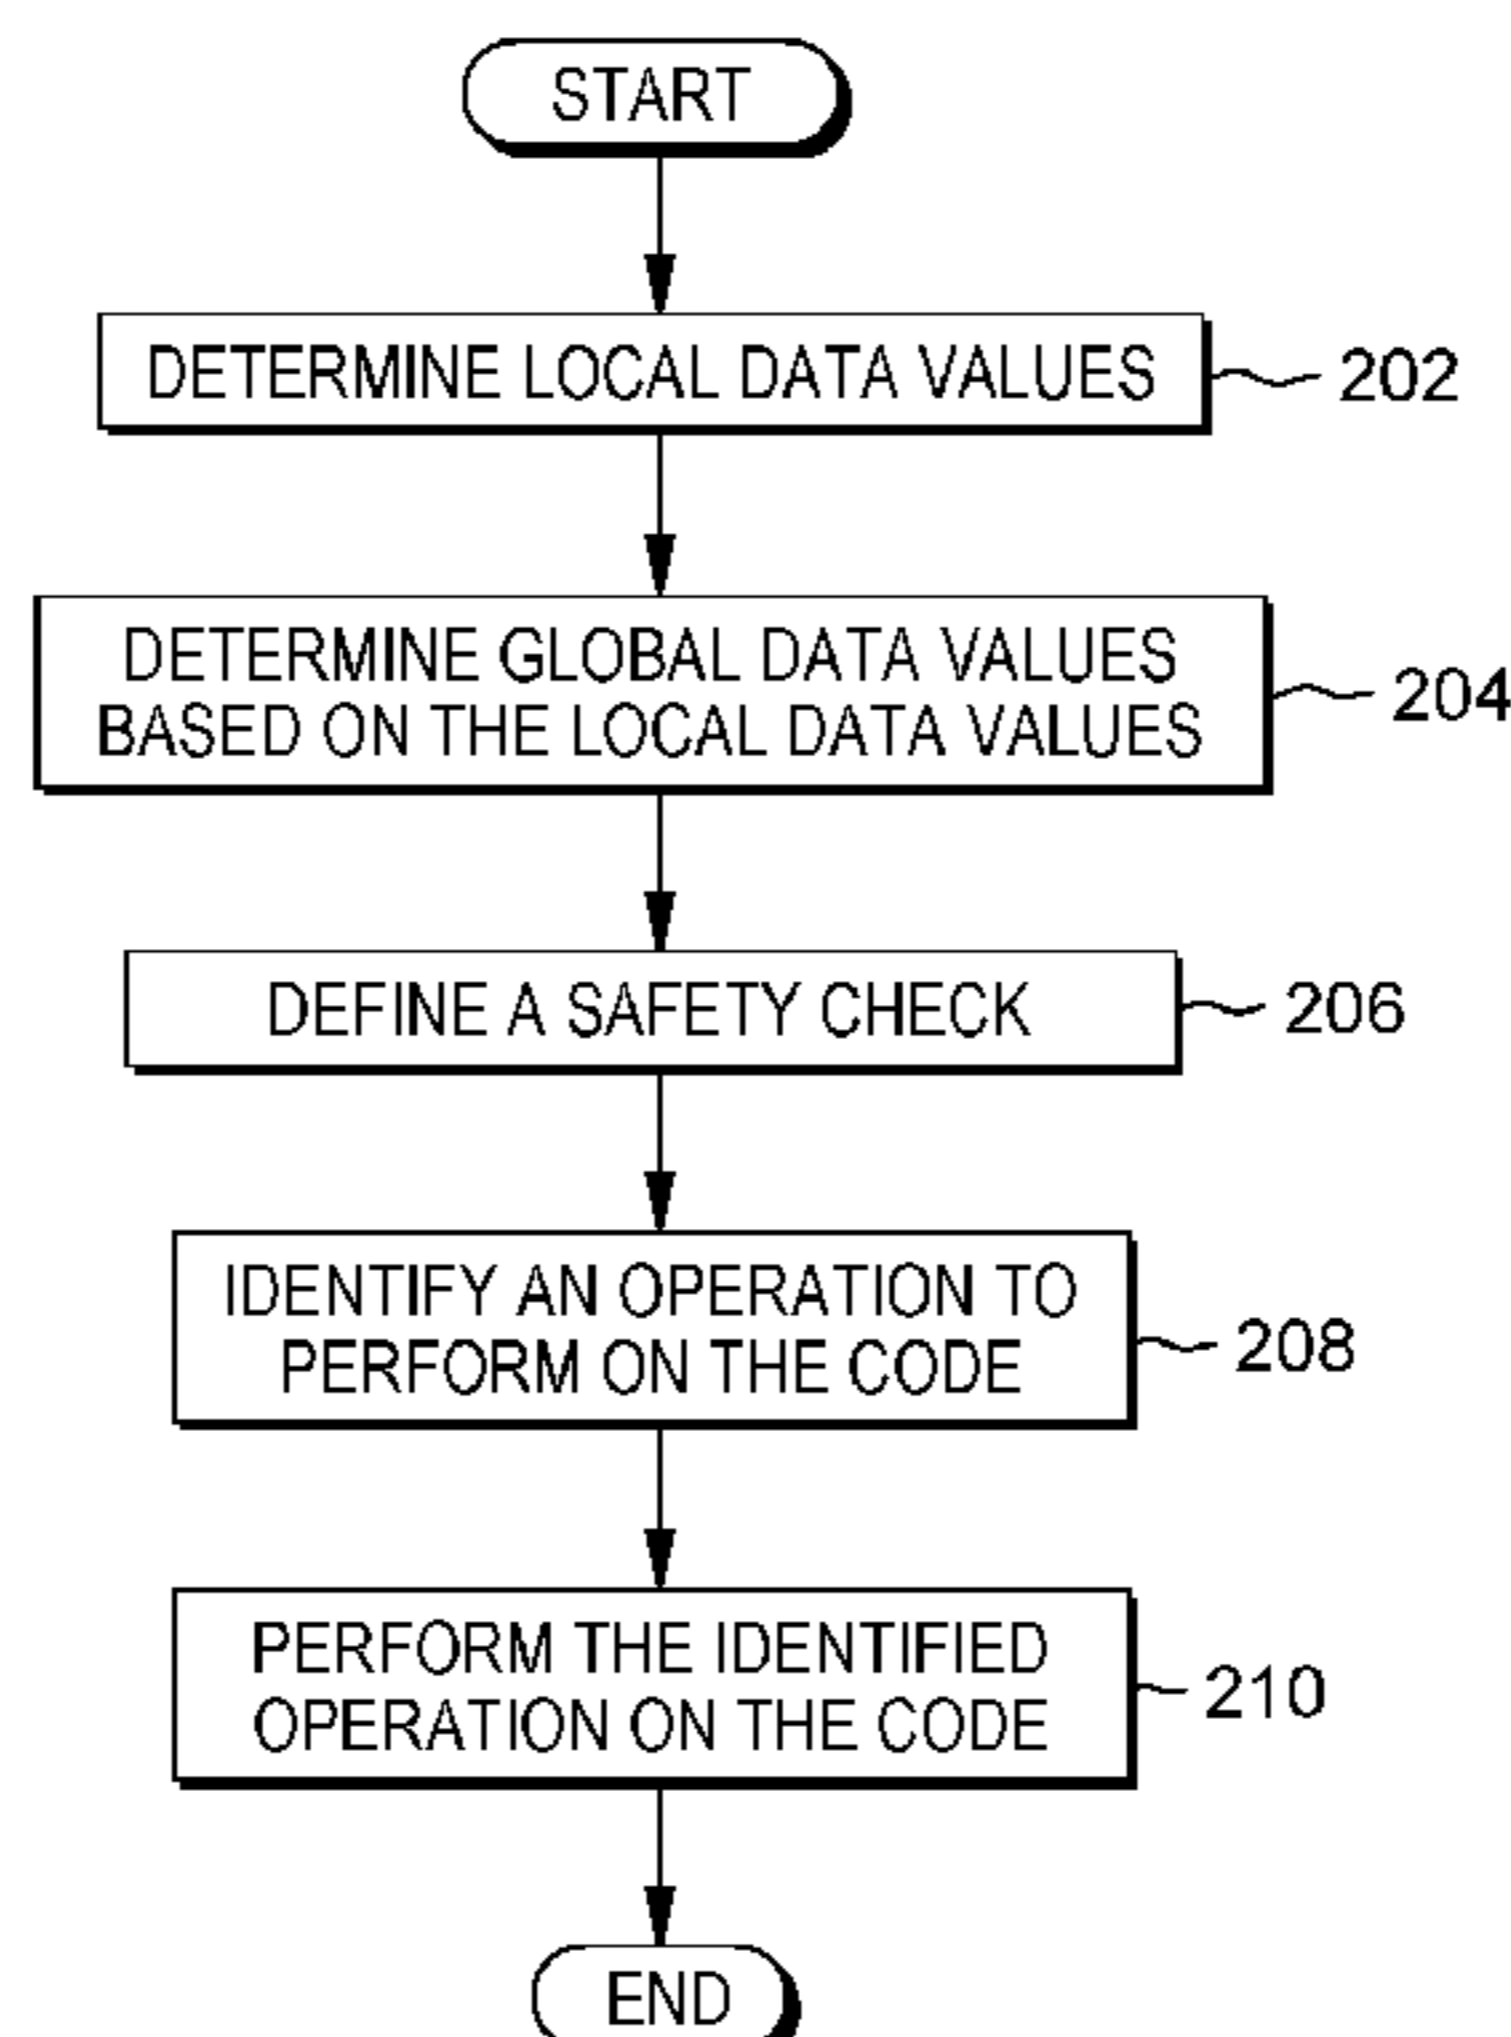 START
DETERMINE LOCAL DATA VALUES
202
DETERMINE GLOBAL DATA VALUES
BASED ON THE LOCAL DATA VALUES
204
DEFINE A SAFETY CHECK
206
IDENTIFY AN OPERATION TO
PERFORM ON THE CODE
208
PERFORM THE IDENTIFIED
OPERATION ON THE CODE
210
END